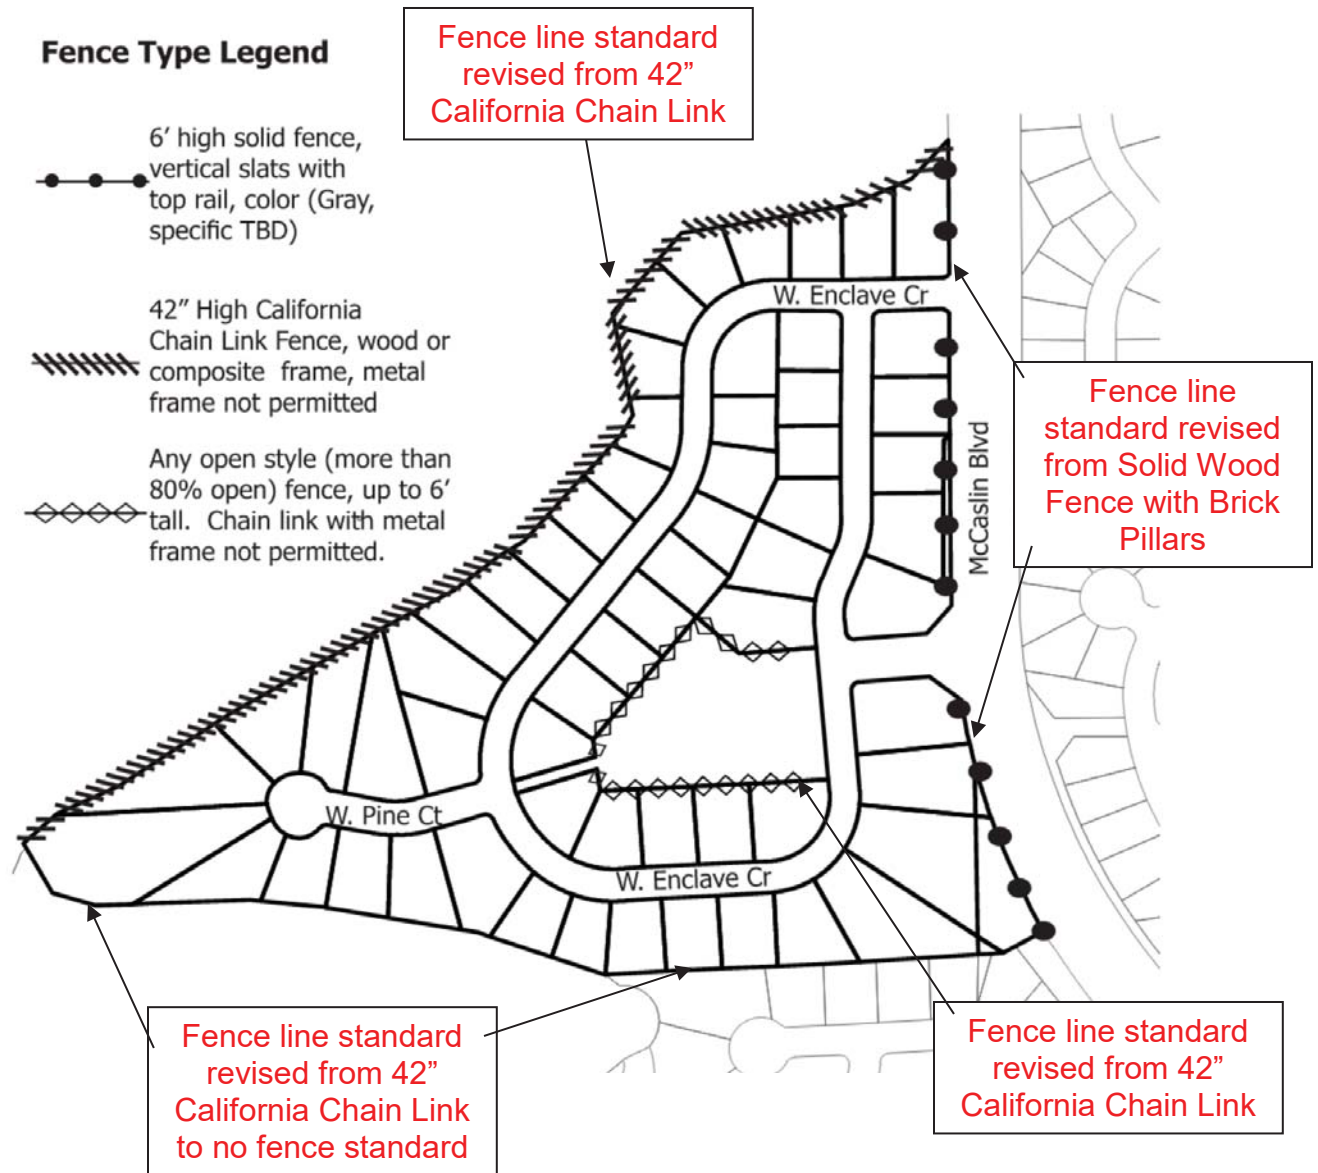 Fence Type Legend
6’ high solid fence,
vertical slats with
top rail, color (Gray,
specific TBD)
42” High California
Chain Link Fence, wood or
composite frame, metal
frame not permitted
Any open style (more than
80% open) fence, up to 6’
tall. Chain link with metal
frame not permitted.
Fence line standard
revised from 42”
California Chain Link
W. Enclave Cr
McCaslin Blvd
Fence line
standard revised
from Solid Wood
Fence with Brick
Pillars
W. Pine Ct
W. Enclave Cr
Fence line standard
revised from 42”
California Chain Link
to no fence standard
Fence line standard
revised from 42”
California Chain Link